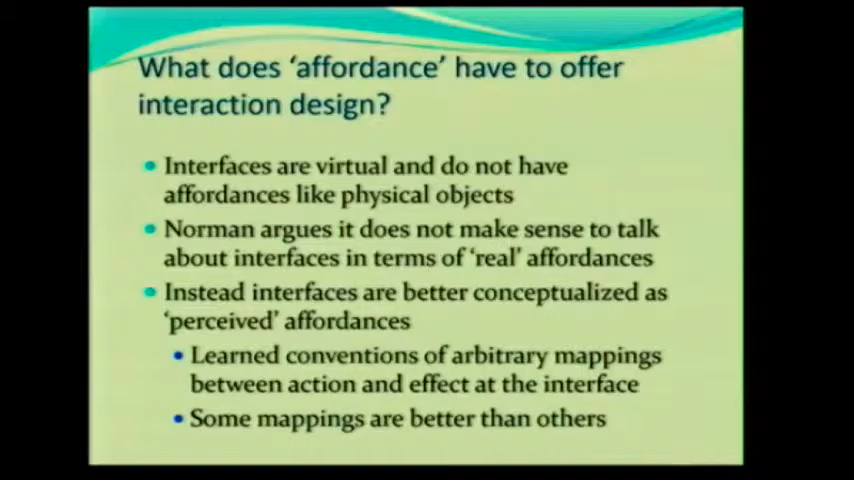 What does ‘affordance’ have to offer
interaction design?
• Interfaces are virtual and do not have
affordances like physical objects
• Norman argues it does not make sense to talk
about interfaces in terms of ‘real’ affordances
• Instead interfaces are better conceptualized as
‘perceived’ affordances
• Learned conventions of arbitrary mappings
between action and effect at the interface
• Some mappings are better than others